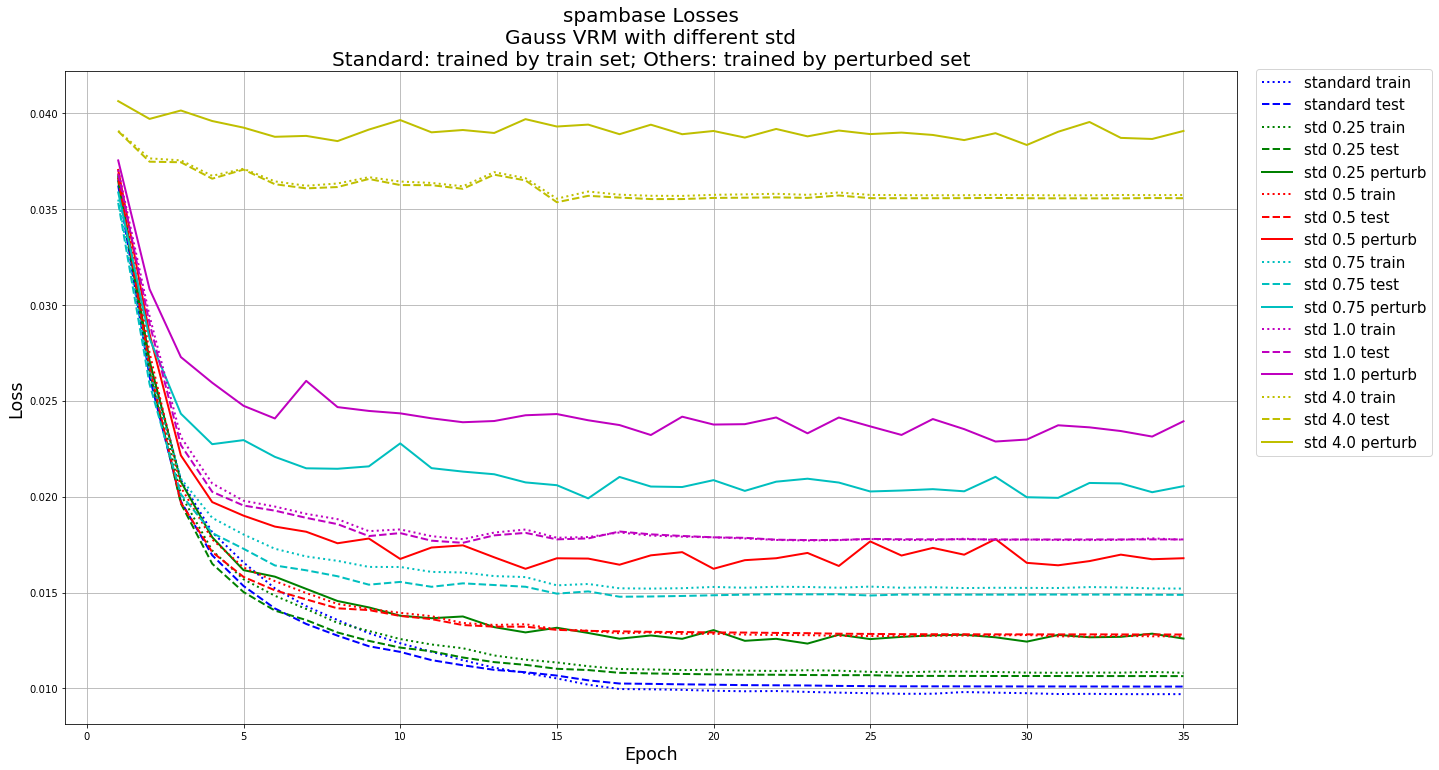 spambase Losses
Gauss VRM with different std
Standard: trained by train set; Others: trained by perturbed set
0.040
0.035
0.030
0.025
0.020
0.015
0.010
Loss
0
5
10
15
20
25
30
35
Epoch
standard train
standard test
std 0.25 train
std 0.25 test
std 0.25 perturb
std 0.5 train
std 0.5 test
std 0.5 perturb
std 0.75 train
std 0.75 test
std 0.75 perturb
std 1.0 train
std 1.0 test
std 1.0 perturb
std 4.0 train
std 4.0 test
std 4.0 perturb